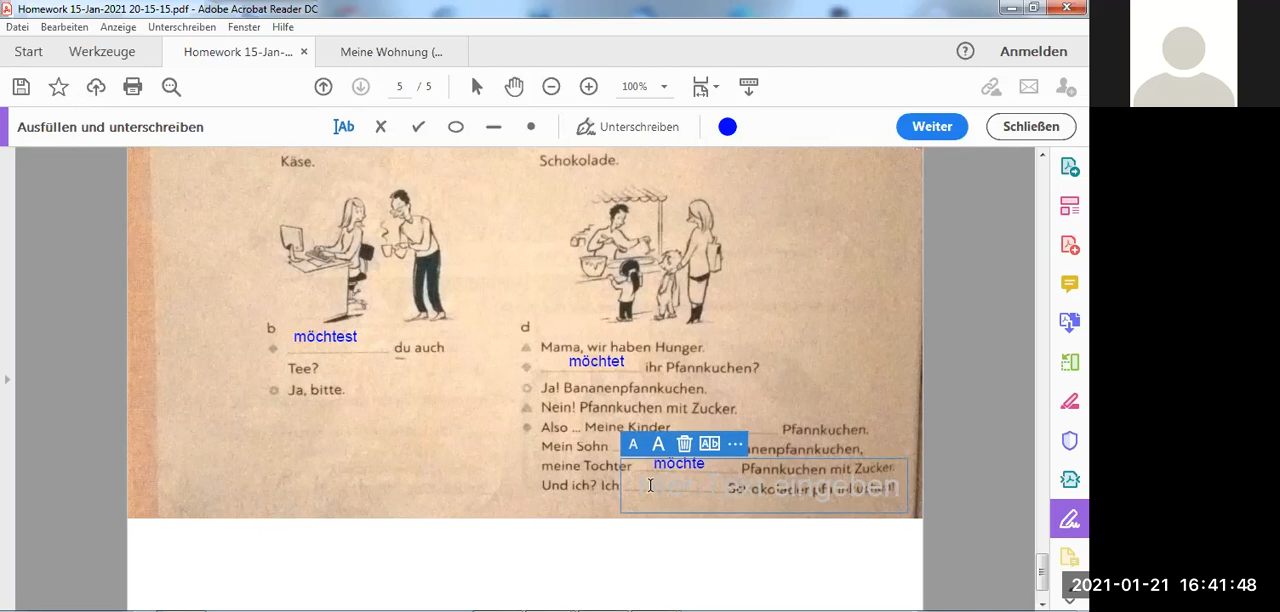 Homework 15-Jan-2021 20-15-15.pdf - Adobe Acrobat Reader DC
Datei Bearbeiten Anzeige Unterschreiben Fenster Hilfe
Start Werkzeuge Homework 15-Jan-... × Meine Wohnung (... Anmelden
5 / 5 100%
Ausfüllen und unterschreiben Ab Unterschreiben Weiter Schließen
Käse.
Schokolade.
b
möchtest
du auch
Tee?
Ja, bitte.
d
Mama, wir haben Hunger.
möchtet ihr Pfannkuchen?
Ja! Bananenpfannkuchen.
Nein! Pfannkuchen mit Zucker.
Also ... Meine Kinder Pfannkuchen.
Mein Sohn nenpfannkuchen,
A A Ab ...
meine Tochter möchte Pfannkuchen mit Zucker.
Und ich? Ich
eingeben
2021-01-21 16:41:48